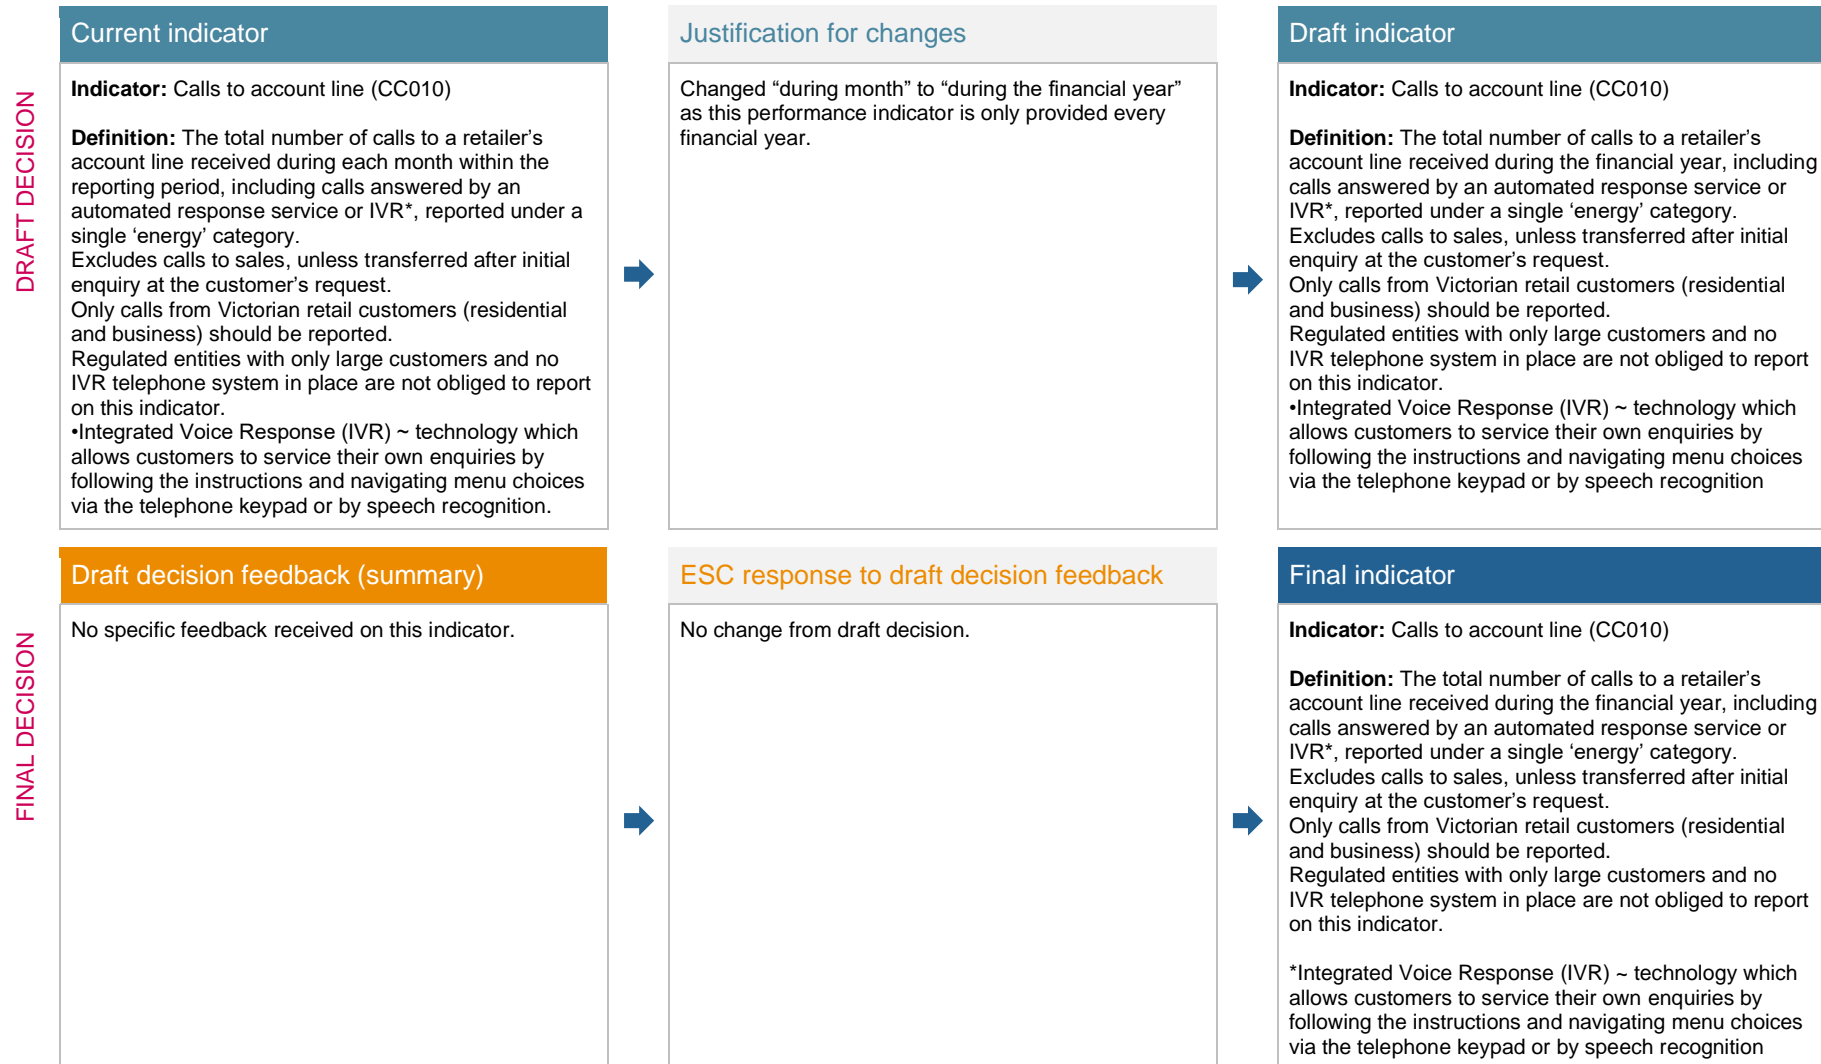 DRAFT DECISION
Current indicator
Indicator: Calls to account line (CC010)
Definition: The total number of calls to a retailer’s
account line received during each month within the
reporting period, including calls answered by an
automated response service or IVR*, reported under a
single ‘energy’ category.
Excludes calls to sales, unless transferred after initial
enquiry at the customer’s request.
Only calls from Victorian retail customers (residential
and business) should be reported.
Regulated entities with only large customers and no
IVR telephone system in place are not obliged to report
on this indicator.
•Integrated Voice Response (IVR) ~ technology which
allows customers to service their own enquiries by
following the instructions and navigating menu choices
via the telephone keypad or by speech recognition.
Justification for changes
Changed “during month” to “during the financial year”
as this performance indicator is only provided every
financial year.
Draft indicator
Indicator: Calls to account line (CC010)
Definition: The total number of calls to a retailer’s
account line received during the financial year, including
calls answered by an automated response service or
IVR*, reported under a single ‘energy’ category.
Excludes calls to sales, unless transferred after initial
enquiry at the customer’s request.
Only calls from Victorian retail customers (residential
and business) should be reported.
Regulated entities with only large customers and no
IVR telephone system in place are not obliged to report
on this indicator.
•Integrated Voice Response (IVR) ~ technology which
allows customers to service their own enquiries by
following the instructions and navigating menu choices
via the telephone keypad or by speech recognition
FINAL DECISION
Draft decision feedback (summary)
No specific feedback received on this indicator.
ESC response to draft decision feedback
No change from draft decision.
Final indicator
Indicator: Calls to account line (CC010)
Definition: The total number of calls to a retailer’s
account line received during the financial year, including
calls answered by an automated response service or
IVR*, reported under a single ‘energy’ category.
Excludes calls to sales, unless transferred after initial
enquiry at the customer’s request.
Only calls from Victorian retail customers (residential
and business) should be reported.
Regulated entities with only large customers and no
IVR telephone system in place are not obliged to report
on this indicator.
*Integrated Voice Response (IVR) ~ technology which
allows customers to service their own enquiries by
following the instructions and navigating menu choices
via the telephone keypad or by speech recognition